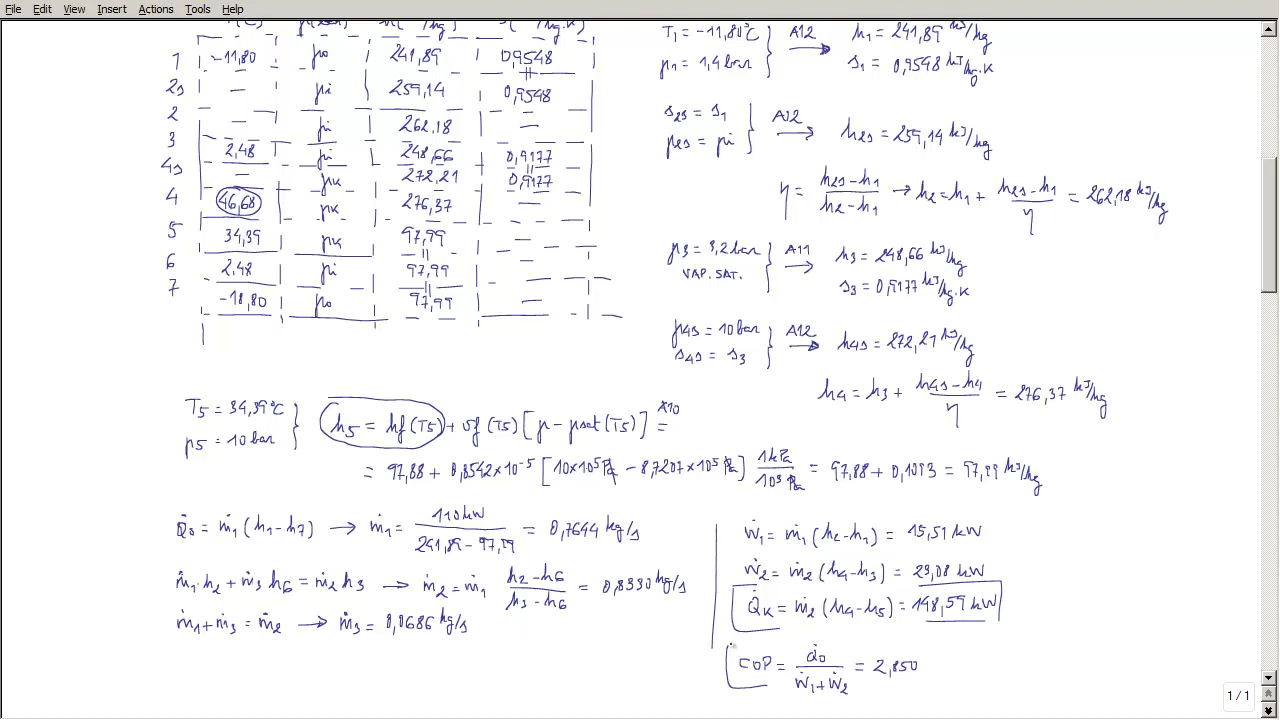 File Edit View Insert Actions Tools Help
1 -11,80 p0 241,89 0,9548
2s — pi 259,14 0,9548
2 — pi 262,18 —
3 2,48 pi 248,66 0,9177
4s — pk 272,21 0,9177
4 46,68 pk 276,37 —
5 34,39 pk 97,99 —
6 2,48 pi 97,99 —
7 -18,80 p0 97,99 —
T1 = -11,80°C
p1 = 1,4 bar
A12 →
h1 = 241,89 kJ/kg
s1 = 0,9548 kJ/kg.K
s2s = s1
pes = pi
A12 →
h2s = 259,14 kJ/kg
η = (h2s - h1)/(h2 - h1) → h2 = h1 + (h2s - h1)/η = 262,18 kJ/kg
p3 = 3,2 bar
VAP. SAT.
A11 →
h3 = 248,66 kJ/kg
s3 = 0,9177 kJ/kg.K
p4s = 10 bar
s4s = s3
A12 →
h4s = 272,21 kJ/kg
h4 = h3 + (h4s - h4)/η = 276,37 kJ/kg
T5 = 34,39°C
p5 = 10 bar
h5 = hf(T5) + vf(T5) [p - psat(T5)] =
= 97,88 + 0,8542×10⁻⁵ [10×10⁵ Pa - 8,7207×10⁵ Pa] 1 kPa/10³ Pa = 97,88 + 0,1093 = 97,99 kJ/kg
Q̇0 = ṁ1 (h1 - h7) → ṁ1 = 110 kW/(241,89 - 97,99) = 0,7644 kg/s
ṁ1·h2 + ṁ3 h6 = ṁ2 h3 → ṁ2 = ṁ1 (h2 - h6)/(h3 - h6) = 0,8330 kg/s
ṁ1 + ṁ3 = ṁ2 → ṁ3 = 0,0686 kg/s
Ẇ1 = ṁ1 (h2 - h1) = 15,51 kW
Ẇ2 = ṁ2 (h4 - h3) = 23,08 kW
Q̇K = ṁ2 (h4 - h5) = 148,59 kW
COP = Q̇0/(Ẇ1 + Ẇ2) = 2,850
1 / 1